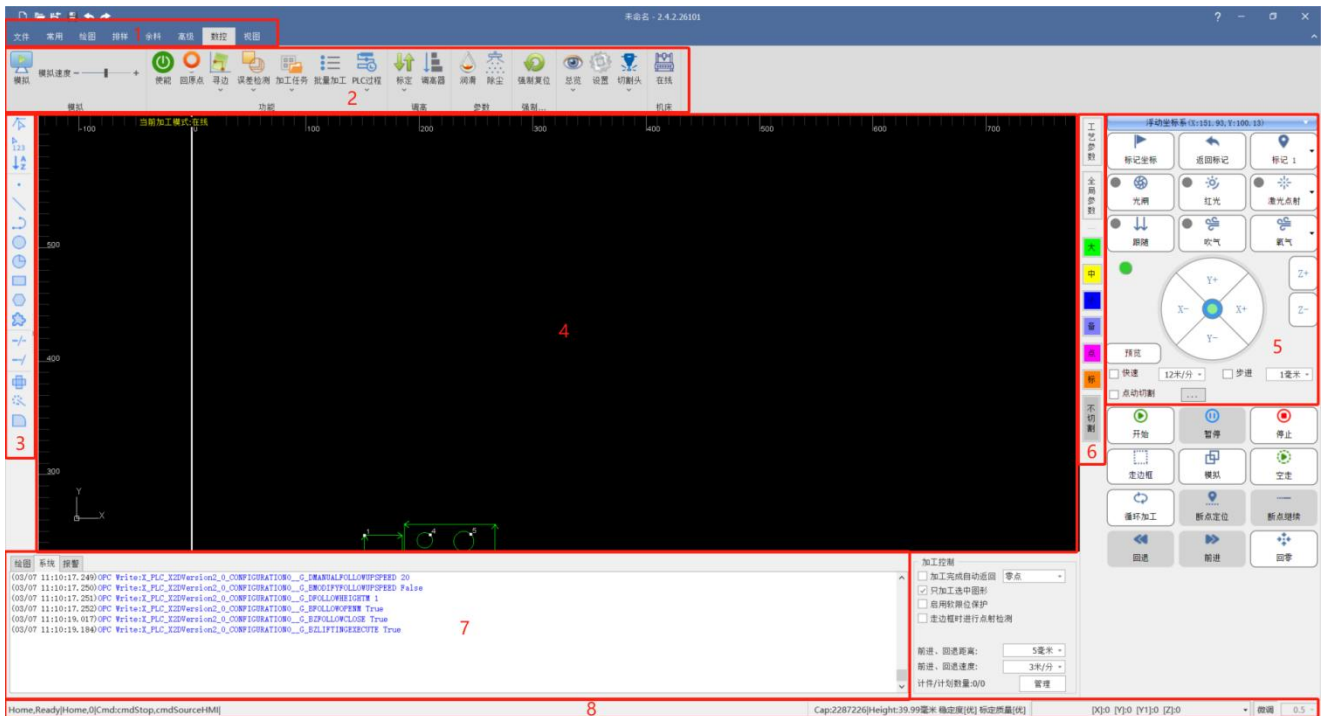 未命名 - 2.4.2.26101
? - ×
文件 常用 绘图 排样 余料 高级 数控 视图
1
模拟 模拟速度 - +
使能 回原点 寻边 误差检测 加工任务 批量加工 PLC过程
标定 调高器 润滑 除尘 强制复位 总览 设置 切割头 在线
模拟 功能 2 调高 参数 强制... 机床
当前加工模式:在线
-100 0 100 200 300 400 500 600 700
123
AZ
3
500
400
300
Y
X
4
1 4 5
工艺参数
全局参数
大
中
标
不切割
6
浮动坐标系(X:151.93,Y:100.13)
标记坐标 返回标记 标记 1
光闸 红光 激光点射
跟随 吹气 氧气
Y+ Z+
X- X+ Z-
Y-
5
预览
快速 12米/分 步进 1毫米
点动切割 ...
开始 暂停 停止
走边框 模拟 空走
循环加工 断点定位 断点继续
回退 前进 回零
绘图 系统 报警
(03/07 11:10:17.249)OPC Write:X_PLC_X2DVersion2_0_CONFIGURATION0__G_DMANUALFOLLOWUPSPEED 20
(03/07 11:10:17.250)OPC Write:X_PLC_X2DVersion2_0_CONFIGURATION0__G_EMODIFYFOLLOWUPSPEED False
(03/07 11:10:17.251)OPC Write:X_PLC_X2DVersion2_0_CONFIGURATION0__G_DFOLLOWHEIGHTM 1
(03/07 11:10:17.252)OPC Write:X_PLC_X2DVersion2_0_CONFIGURATION0__G_EFOLLOWOPENM True
(03/07 11:10:19.017)OPC Write:X_PLC_X2DVersion2_0_CONFIGURATION0__G_BZFOLLOWCLOSE True
(03/07 11:10:19.184)OPC Write:X_PLC_X2DVersion2_0_CONFIGURATION0__G_BZLIFTINGEXECUTE True
7
加工控制
加工完成自动返回 零点
只加工选中图形
启用软限位保护
走边框时进行点射检测
前进、回退距离: 5毫米
前进、回退速度: 3米/分
计件/计划数量:0/0 管理
Home,Ready|Home,0|Cmd:cmdStop,cmdSourceHMI|
8
Cap:2287226|Height:39.99毫米 稳定度[优] 标定质量[优]
[X]:0 [Y]:0 [Y1]:0 [Z]:0 微调 0.5